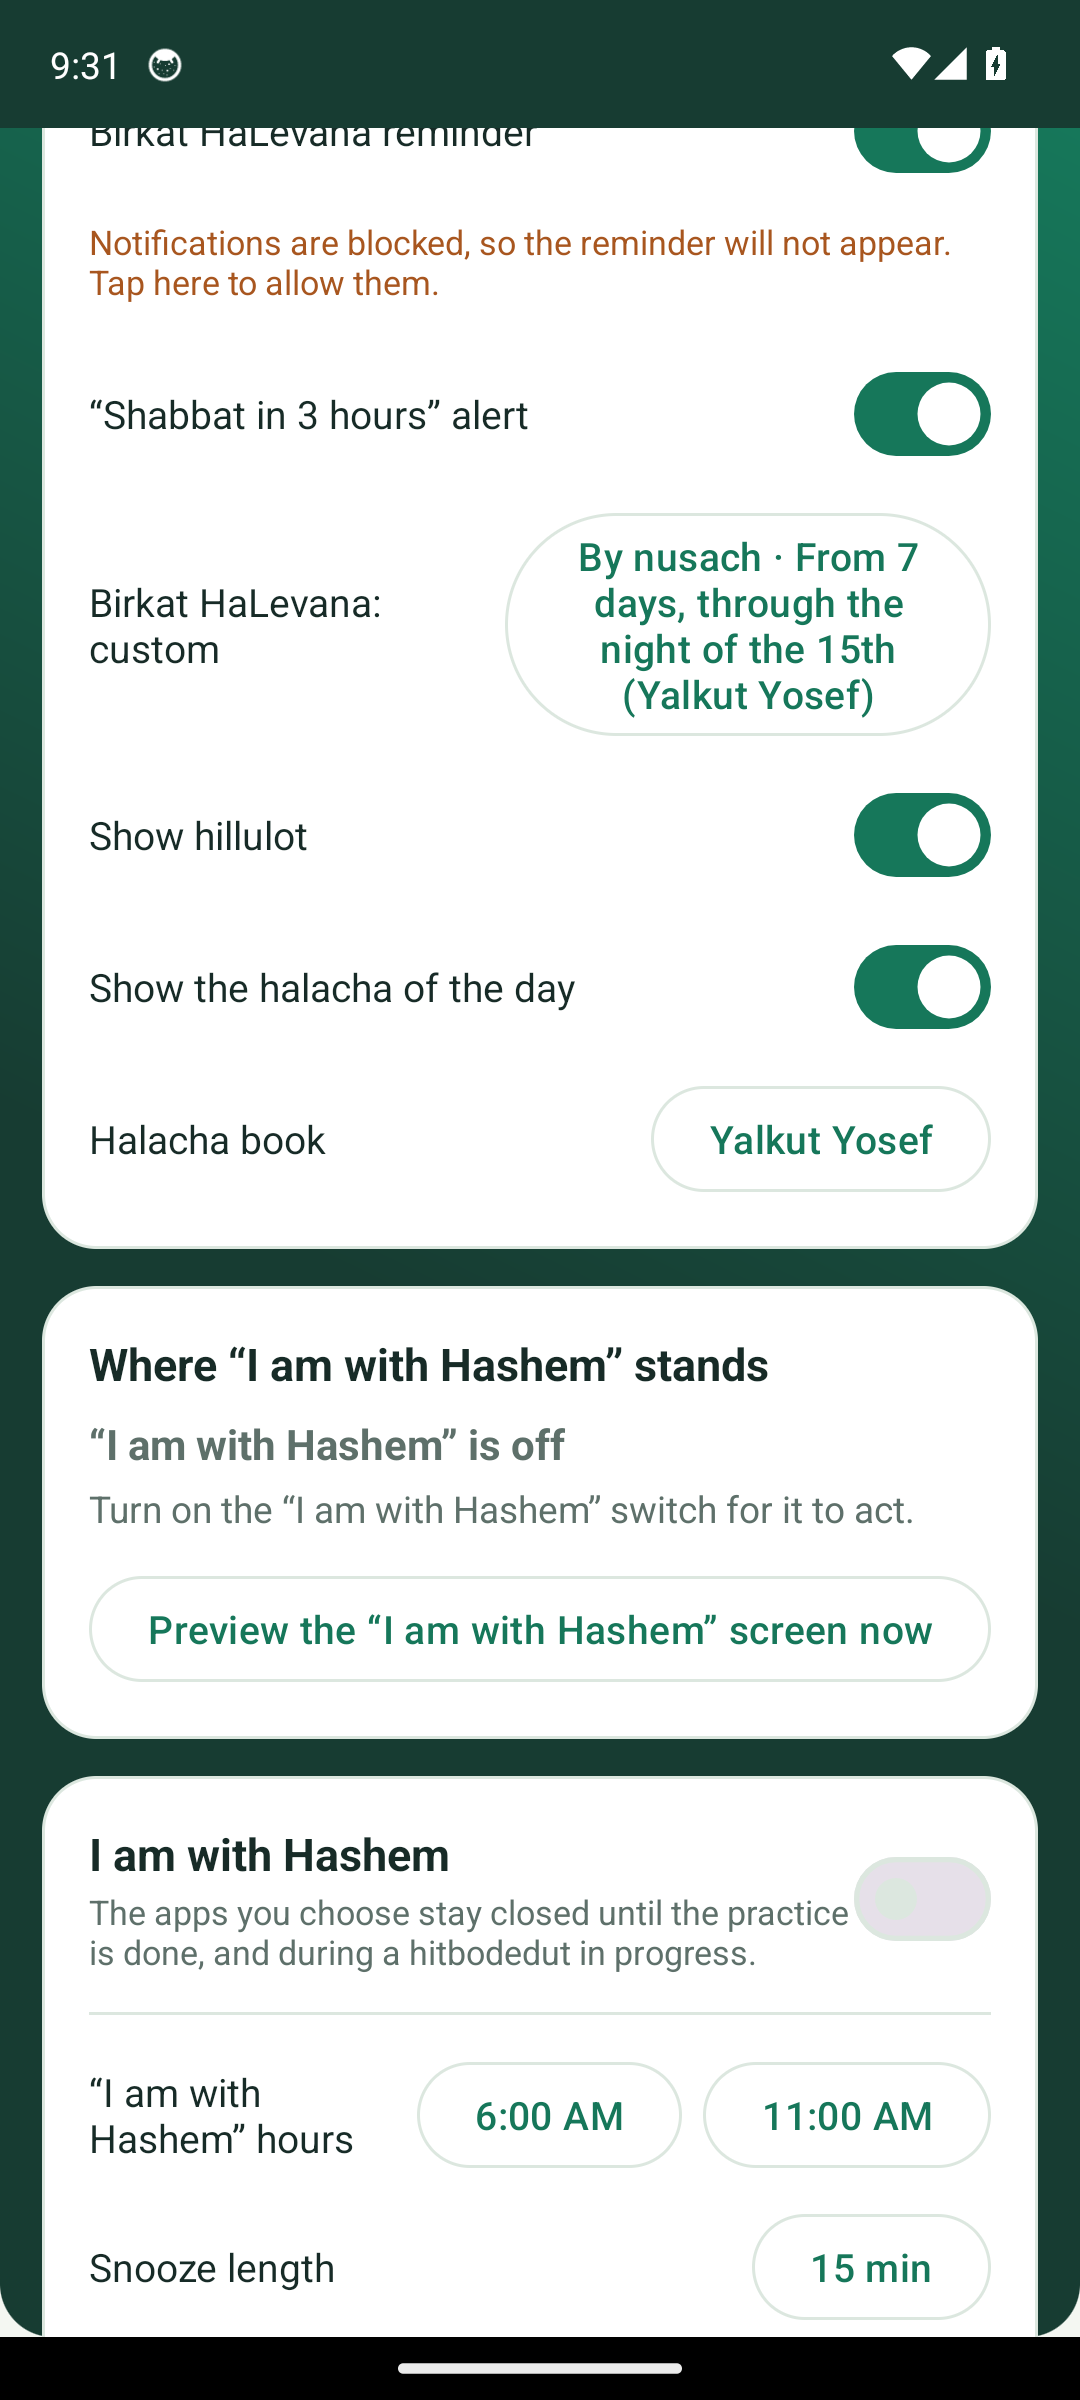 9:31
Birkat HaLevana reminder
Notifications are blocked, so the reminder will not appear.
Tap here to allow them.
“Shabbat in 3 hours” alert
Birkat HaLevana:
custom
By nusach · From 7
days, through the
night of the 15th
(Yalkut Yosef)
Show hillulot
Show the halacha of the day
Halacha book
Yalkut Yosef
Where “I am with Hashem” stands
“I am with Hashem” is off
Turn on the “I am with Hashem” switch for it to act.
Preview the “I am with Hashem” screen now
I am with Hashem
The apps you choose stay closed until the practice
is done, and during a hitbodedut in progress.
“I am with
Hashem” hours
6:00 AM
11:00 AM
Snooze length
15 min